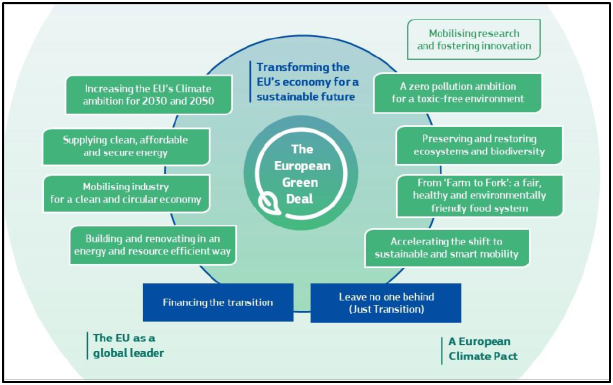 Mobilising research
and fostering innovation
Transforming the
EU's economy for a
sustainable future
Increasing the EU's Climate
ambition for 2030 and 2050
A zero pollution ambition
for a toxic-free environment
Supplying clean, affordable
and secure energy
Preserving and restoring
ecosystems and biodiversity
The
European
Green
Deal
Mobilising industry
for a clean and circular economy
From 'Farm to Fork': a fair,
healthy and environmentally
friendly food system
Building and renovating in an
energy and resource efficient way
Accelerating the shift to
sustainable and smart mobility
Financing the transition
Leave no one behind
(Just Transition)
The EU as a
global leader
A European
Climate Pact